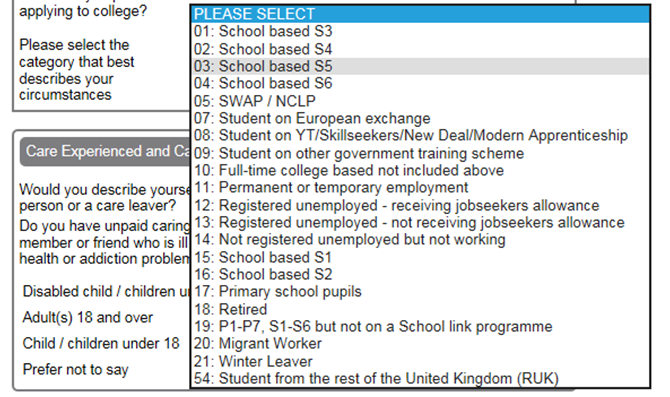 applying to college?
Please select the
category that best
describes your
circumstances
PLEASE SELECT
01: School based S3
02: School based S4
03: School based S5
04: School based S6
05: SWAP / NCLP
07: Student on European exchange
08: Student on YT/Skillseekers/New Deal/Modern Apprenticeship
09: Student on other government training scheme
10: Full-time college based not included above
11: Permanent or temporary employment
12: Registered unemployed - receiving jobseekers allowance
13: Registered unemployed - not receiving jobseekers allowance
14: Not registered unemployed but not working
15: School based S1
16: School based S2
17: Primary school pupils
18: Retired
19: P1-P7, S1-S6 but not on a School link programme
20: Migrant Worker
21: Winter Leaver
54: Student from the rest of the United Kingdom (RUK)
Care Experienced and
Would you describe
person or a care leaver?
Do you have unpaid caring
member or friend who is ill
health or addiction
Disabled child / children
Adult(s) 18 and over
Child / children under 18
Prefer not to say